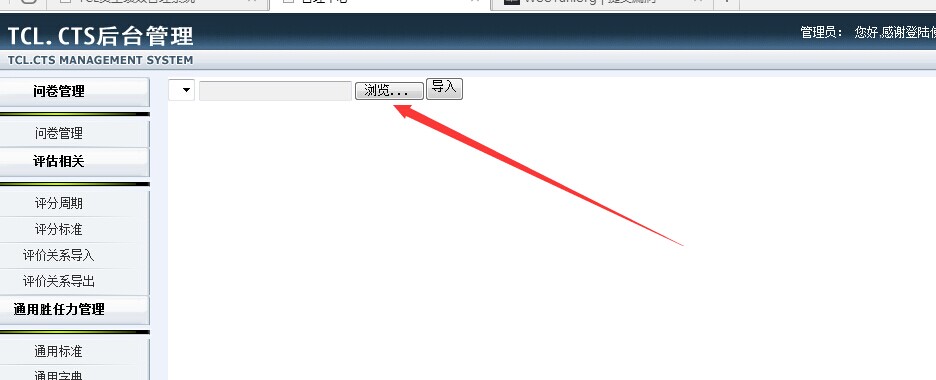 TCL.CTS后台管理
管理员： 您好,感谢登陆使
TCL.CTS MANAGEMENT SYSTEM
浏览... 导入
问卷管理
问卷管理
评估相关
评分周期
评分标准
评价关系导入
评价关系导出
通用胜任力管理
通用标准
通用字典